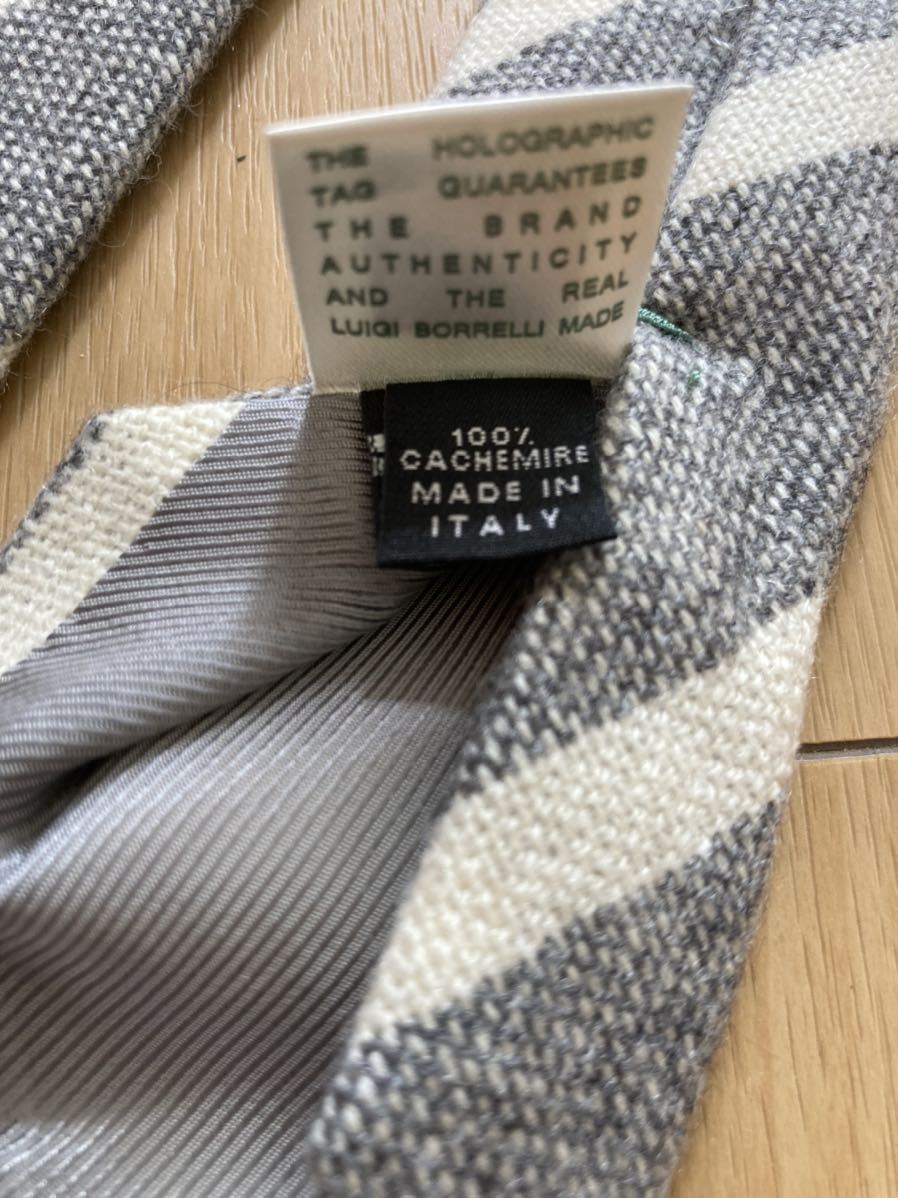 THE HOLOGRAPHIC
TAG GUARANTEES
THE BRAND
AUTHENTICITY
AND THE REAL
LUIGI BORRELLI MADE
100%
CACHEMIRE
MADE IN
ITALY